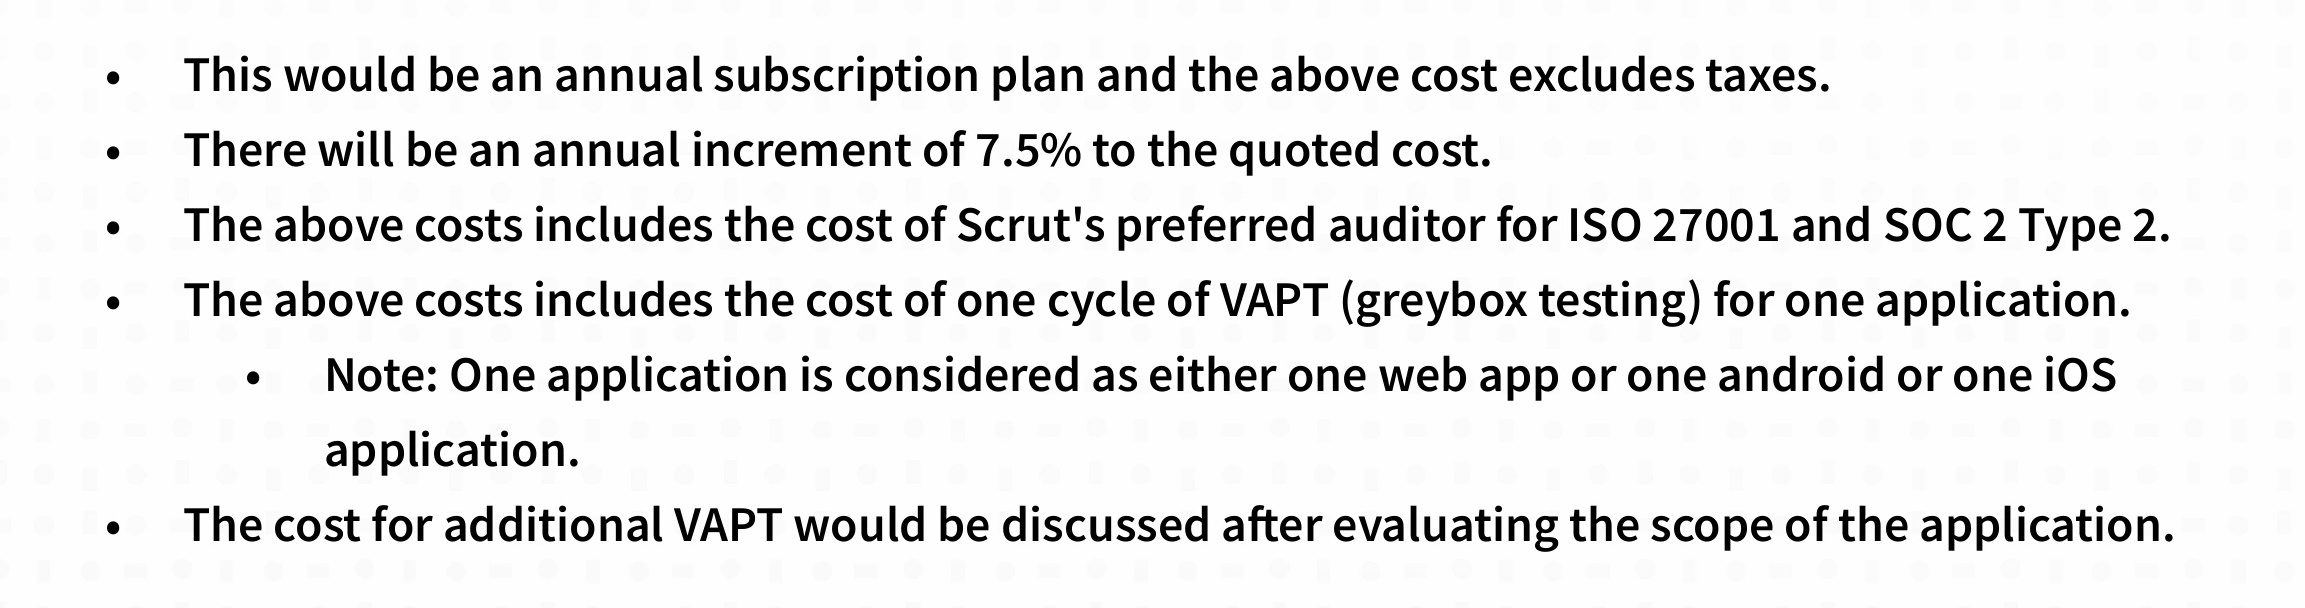 • This would be an annual subscription plan and the above cost excludes taxes.
• There will be an annual increment of 7.5% to the quoted cost.
• The above costs includes the cost of Scrut's preferred auditor for ISO 27001 and SOC 2 Type 2.
• The above costs includes the cost of one cycle of VAPT (greybox testing) for one application.
• Note: One application is considered as either one web app or one android or one iOS
application.
• The cost for additional VAPT would be discussed after evaluating the scope of the application.